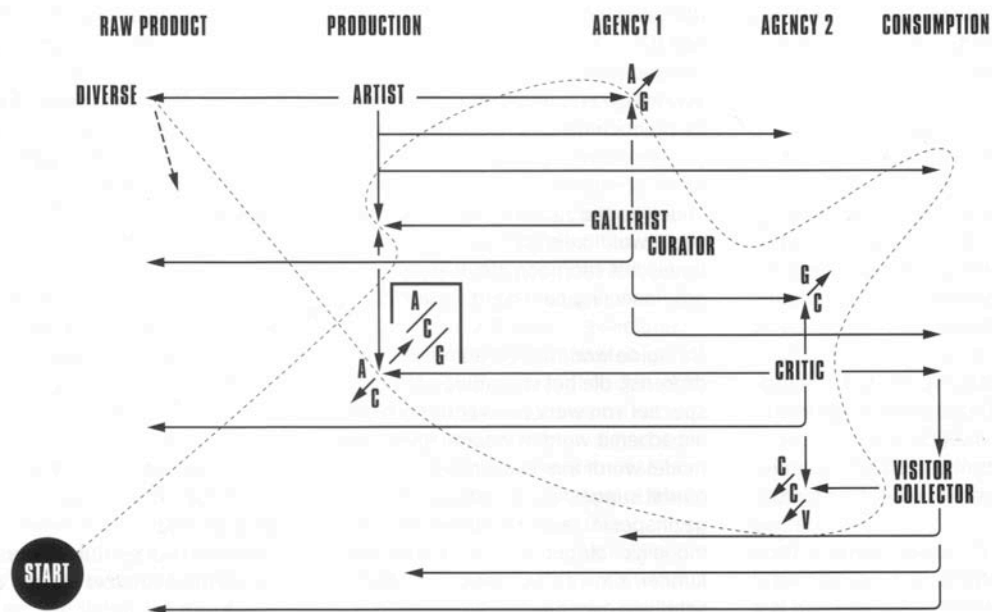 RAW PRODUCT PRODUCTION AGENCY 1 AGENCY 2 CONSUMPTION
A
DIVERSE ARTIST G
GALLERIST
CURATOR
G
C
A
C
G
A CRITIC
C
VISITOR
C COLLECTOR
C
V
START